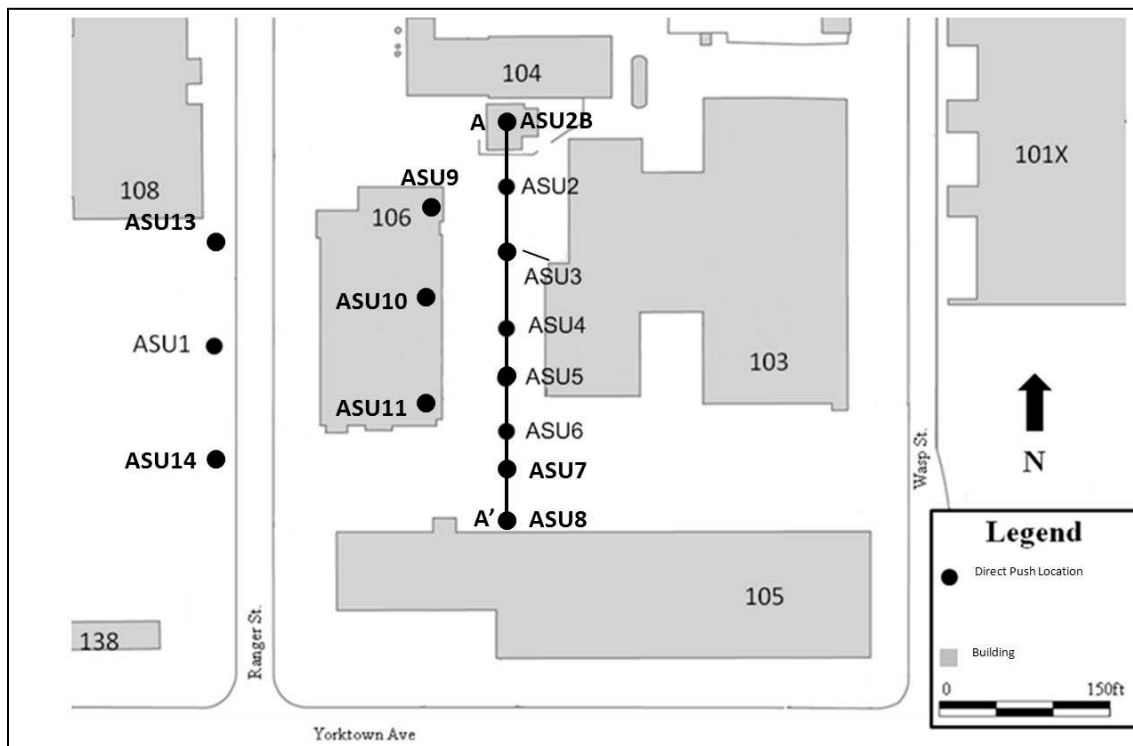 104
A ASU2B
ASU2
101X
108
ASU9
106
ASU13
ASU3
ASU10
ASU4
ASU1
103
ASU5
ASU11
ASU6
ASU14
ASU7
N
Wasp St.
A’ ASU8
Legend
Direct Push Location
105
Ranger St.
138
Building
0 150ft
Yorktown Ave